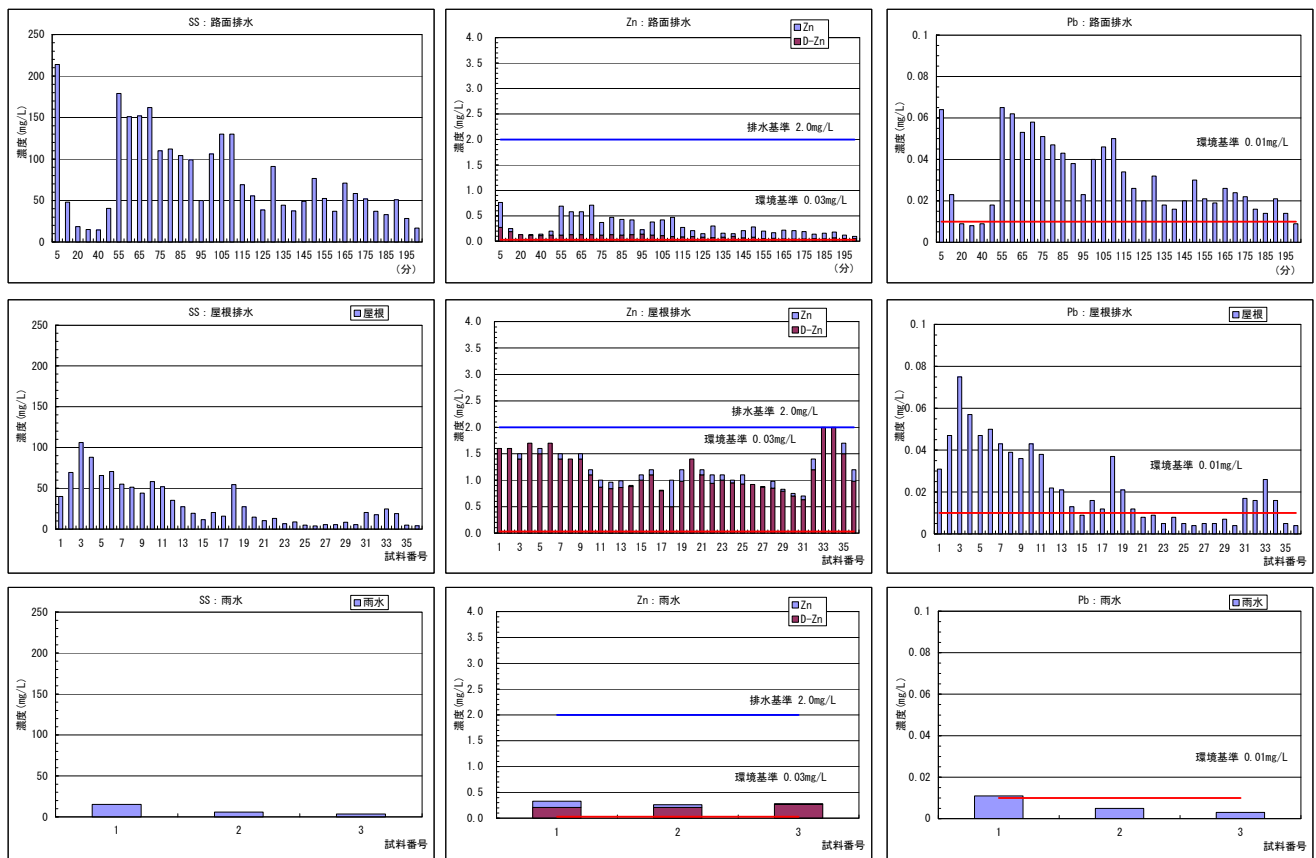 SS：路面排水
濃度(mg/L)
250
200
150
100
50
0
5 20 40 55 65 75 85 95 105 115 125 135 145 155 165 175 185 195
(分)
Zn：路面排水
Zn
D-Zn
濃度(mg/L)
4.0
3.5
3.0
2.5
2.0
1.5
1.0
0.5
0.0
排水基準 2.0mg/L
環境基準 0.03mg/L
5 20 40 55 65 75 85 95 105 115 125 135 145 155 165 175 185 195
(分)
Pb：路面排水
濃度(mg/L)
0.1
0.08
0.06
0.04
0.02
0
環境基準 0.01mg/L
5 20 40 55 65 75 85 95 105 115 125 135 145 155 165 175 185 195
(分)
SS：屋根排水
屋根
濃度(mg/L)
250
200
150
100
50
0
1 3 5 7 9 11 13 15 17 19 21 23 25 27 29 31 33 35
試料番号
Zn：屋根排水
Zn
D-Zn
濃度(mg/L)
4.0
3.5
3.0
2.5
2.0
1.5
1.0
0.5
0.0
排水基準 2.0mg/L
環境基準 0.03mg/L
1 3 5 7 9 11 13 15 17 19 21 23 25 27 29 31 33 35
試料番号
Pb：屋根排水
屋根
濃度(mg/L)
0.1
0.08
0.06
0.04
0.02
0
環境基準 0.01mg/L
1 3 5 7 9 11 13 15 17 19 21 23 25 27 29 31 33 35
試料番号
SS：雨水
雨水
濃度(mg/L)
250
200
150
100
50
0
1 2 3
試料番号
Zn：雨水
Zn
D-Zn
濃度(mg/L)
4.0
3.5
3.0
2.5
2.0
1.5
1.0
0.5
0.0
排水基準 2.0mg/L
環境基準 0.03mg/L
1 2 3
試料番号
Pb：雨水
雨水
濃度(mg/L)
0.1
0.08
0.06
0.04
0.02
0
環境基準 0.01mg/L
1 2 3
試料番号